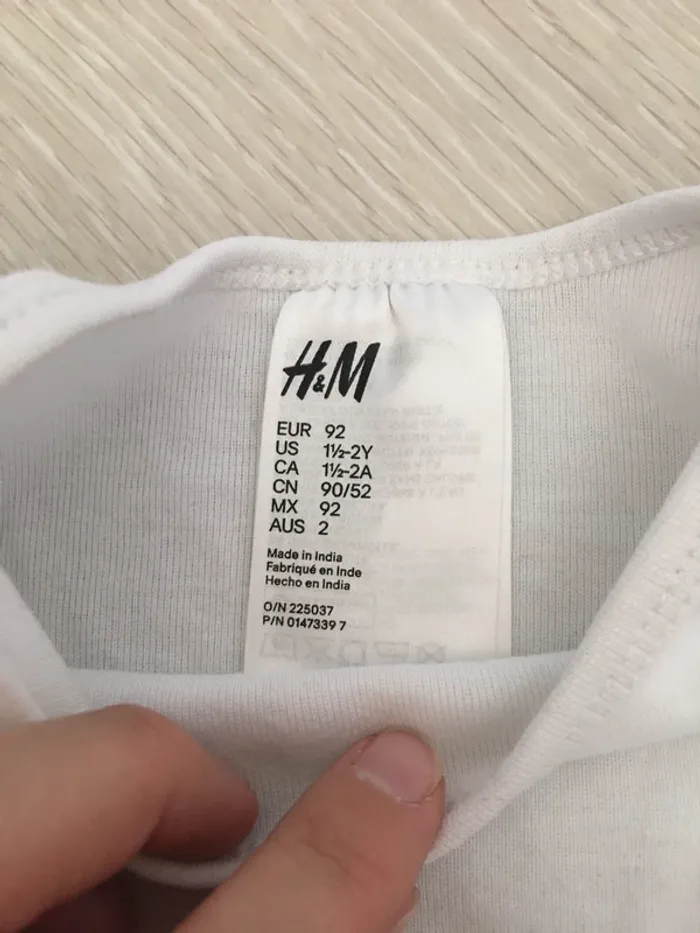 H&M
EUR 92
US 1½-2Y
CA 1½-2A
CN 90/52
MX 92
AUS 2
Made in India
Fabriqué en Inde
Hecho en India
O/N 225037
P/N 0147339 7